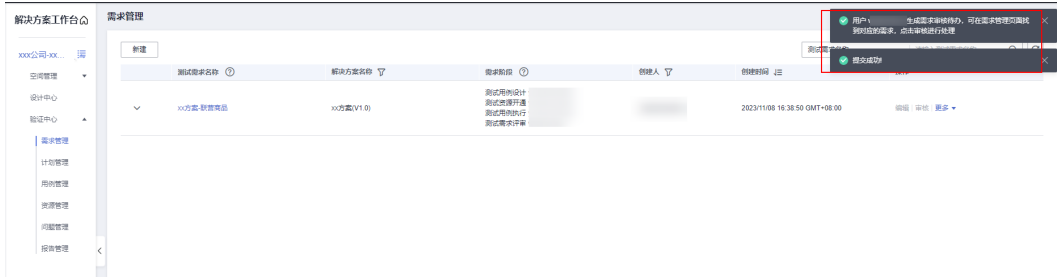 解决方案工作台
需求管理
用户 v 生成需求审核待办，可在需求管理页面找
到对应的需求，点击审核进行处理
提交成功!
xxx公司-xx...
新建
空间管理
设计中心
验证中心
需求管理
计划管理
用例管理
资源管理
问题管理
报告管理
测试需求名称
解决方案名称
需求阶段
创建人
创建时间
xx方案-联营商品
xx方案(V1.0)
测试用例设计
测试资源开通
测试用例执行
测试需求评审
2023/11/08 16:38:50 GMT+08:00
编辑 审核 更多